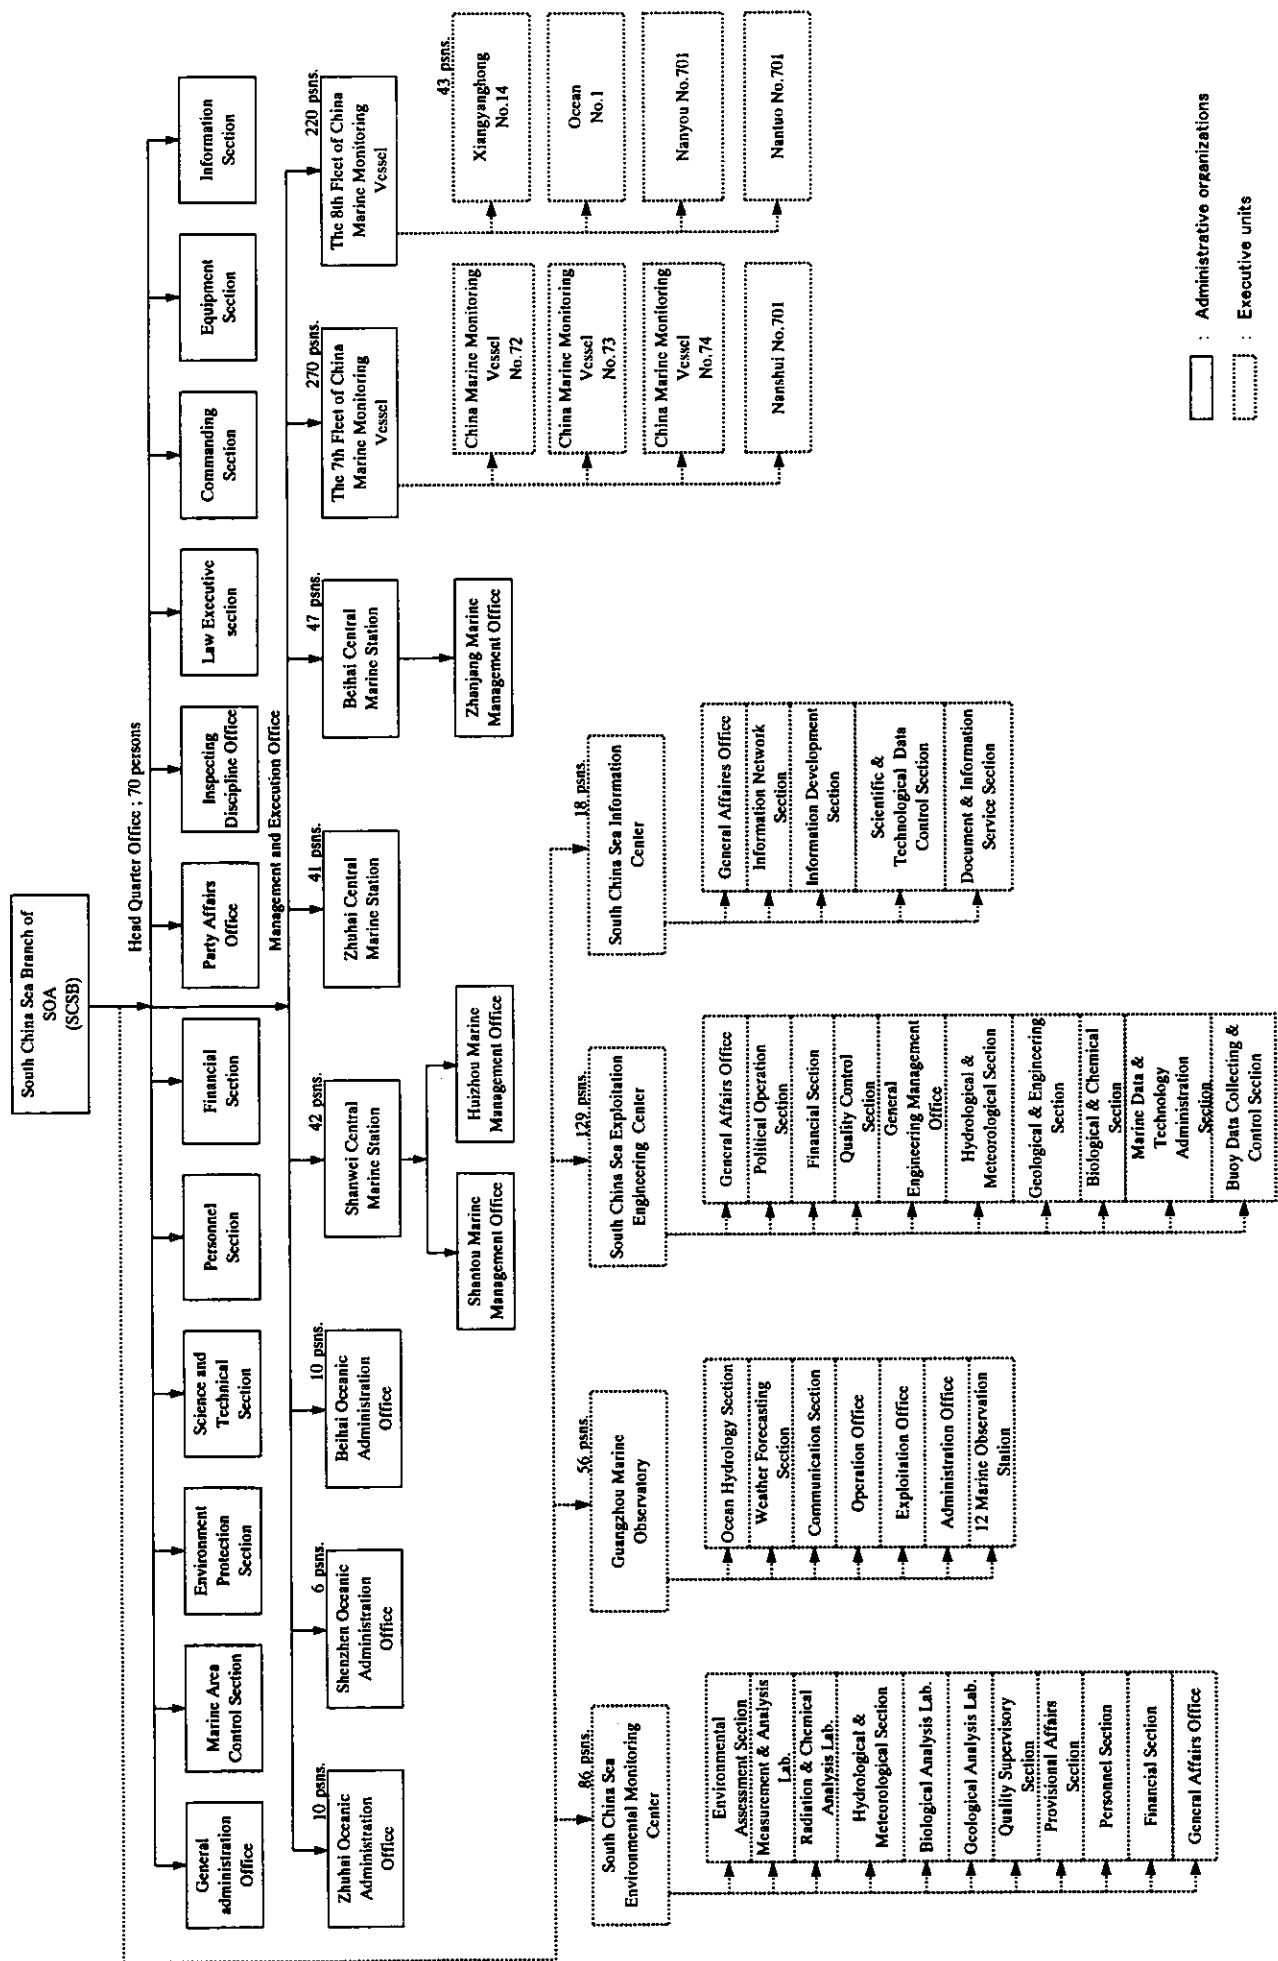 South China Sea Branch of
SOA
(SCSB)
Head Quarter Office ; 70 persons
General
administration
Office
Marine Area
Control Section
Environment
Protection
Section
Science and
Technical
Section
Personnel
Section
Financial
Section
Party Affairs
Office
Inspecting
Discipline Office
Law Executive
section
Commanding
Section
Equipment
Section
Information
Section
Management and Execution Office
10 psns.
Zhuhai Oceanic
Administration
Office
6 psns.
Shenzhen Oceanic
Administration
Office
10 psns.
Beihai Oceanic
Administration
Office
42 psns.
Shanwei Central
Marine Station
41 psns.
Zhuhai Central
Marine Station
47 psns.
Beihai Central
Marine Station
270 psns.
The 7th Fleet of China
Marine Monitoring
Vessel
220 psns.
The 8th Fleet of China
Marine Monitoring
Vessel
Shantou Marine
Management Office
Huizhou Marine
Management Office
Zhanjang Marine
Management Office
China Marine Monitoring
Vessel
No.72
China Marine Monitoring
Vessel
No.73
China Marine Monitoring
Vessel
No.74
Nanshui No.701
43 psns.
Xiangyanghong
No.14
Ocean
No.1
Nanyou No.701
Nantuo No.701
86 psns.
South China Sea
Environmental Monitoring
Center
Environmental
Assessment Section
Measurement & Analysis
Lab.
Radiation & Chemical
Analysis Lab.
Hydrological &
Meteorological Section
Biological Analysis Lab.
Geological Analysis Lab.
Quality Supervisory
Section
Provisional Affairs
Section
Personnel Section
Financial Section
General Affairs Office
56 psns.
Guangzhou Marine
Observatory
Ocean Hydrology Section
Weather Forecasting
Section
Communication Section
Operation Office
Exploitation Office
Administration Office
12 Marine Observation
Station
129 psns.
South China Sea Exploitation
Engineering Center
General Affairs Office
Political Operation
Section
Financial Section
Quality Control
Section
General
Engineering Management
Office
Hydrological &
Meteorological Section
Geological & Engineering
Section
Biological & Chemical
Section
Marine Data &
Technology
Administration
Section
Buoy Data Collecting &
Control Section
18 psns.
South China Sea Information
Center
General Affaires Office
Information Network
Section
Information Development
Section
Scientific &
Technological Data
Control Section
Document & Information
Service Section
: Administrative organizations
: Executive units